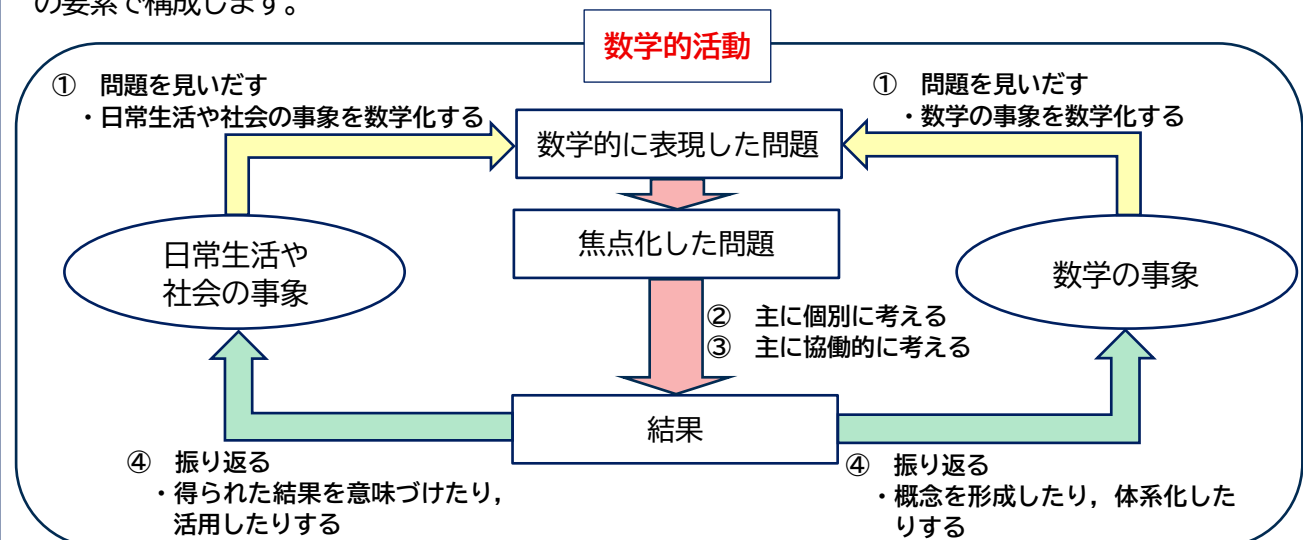 の要素で構成します。
数学的活動
① 問題を見いだす
・日常生活や社会の事象を数学化する
① 問題を見いだす
・数学の事象を数学化する
数学的に表現した問題
焦点化した問題
日常生活や
社会の事象
数学の事象
② 主に個別に考える
③ 主に協働的に考える
結果
④ 振り返る
・得られた結果を意味づけたり，
活用したりする
④ 振り返る
・概念を形成したり，体系化した
りする